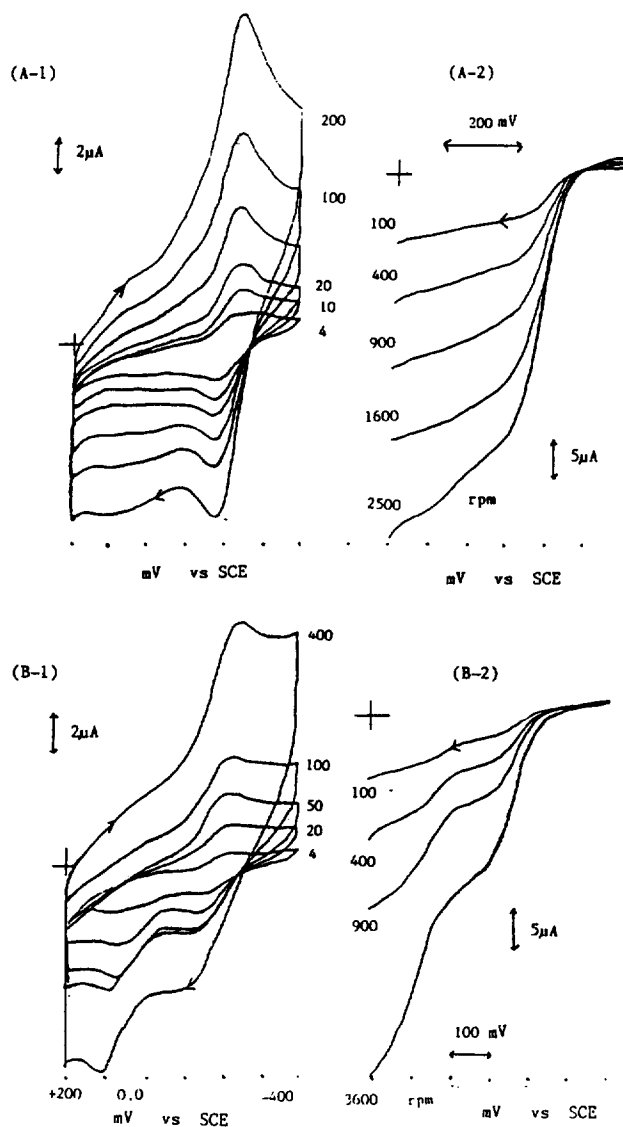 (A-1)
2μA
200
100
20
10
4
mV vs SCE
(A-2)
200 mV
100
400
900
1600
2500 rpm
5μA
mV vs SCE
(B-1)
2μA
400
100
50
20
4
+200 0.0 -400
mV vs SCE
(B-2)
100
400
900
5μA
100 mV
3600 rpm
mV vs SCE